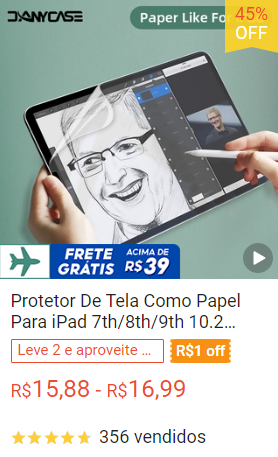 DXANYCASE
Paper Like Fo
45%
OFF
FRETE
GRÁTIS
ACIMA DE
R$39
Protetor De Tela Como Papel
Para iPad 7th/8th/9th 10.2...
Leve 2 e aproveite ...
R$1 off
R$15,88 - R$16,99
356 vendidos